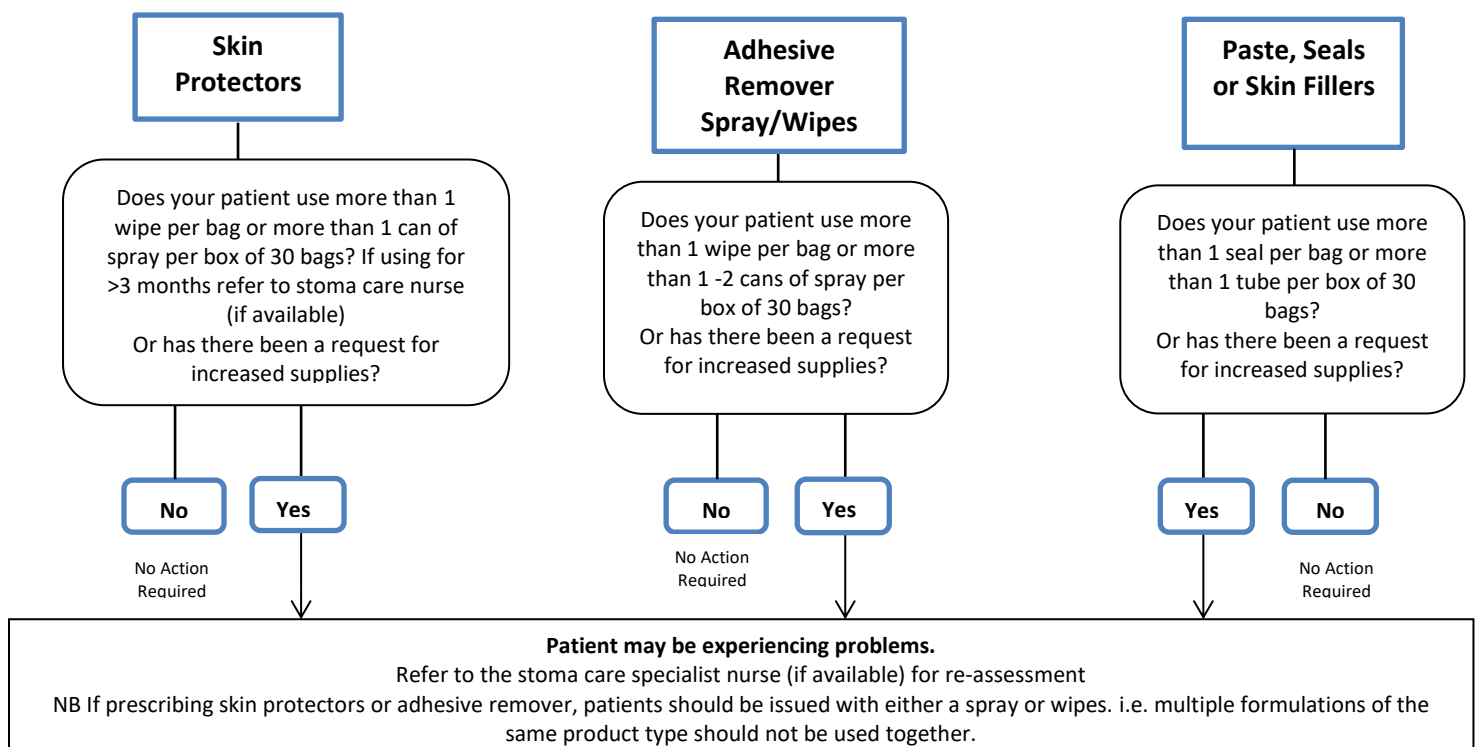 Skin
Protectors
Does your patient use more than 1
wipe per bag or more than 1 can of
spray per box of 30 bags? If using for
>3 months refer to stoma care nurse
(if available)
Or has there been a request for
increased supplies?
No
Yes
No Action
Required
Adhesive
Remover
Spray/Wipes
Does your patient use more
than 1 wipe per bag or more
than 1 -2 cans of spray per
box of 30 bags?
Or has there been a request
for increased supplies?
No
Yes
No Action
Required
Paste, Seals
or Skin Fillers
Does your patient use more
than 1 seal per bag or more
than 1 tube per box of 30
bags?
Or has there been a request
for increased supplies?
Yes
No
No Action
Required
Patient may be experiencing problems.
Refer to the stoma care specialist nurse (if available) for re-assessment
NB If prescribing skin protectors or adhesive remover, patients should be issued with either a spray or wipes. i.e. multiple formulations of the
same product type should not be used together.